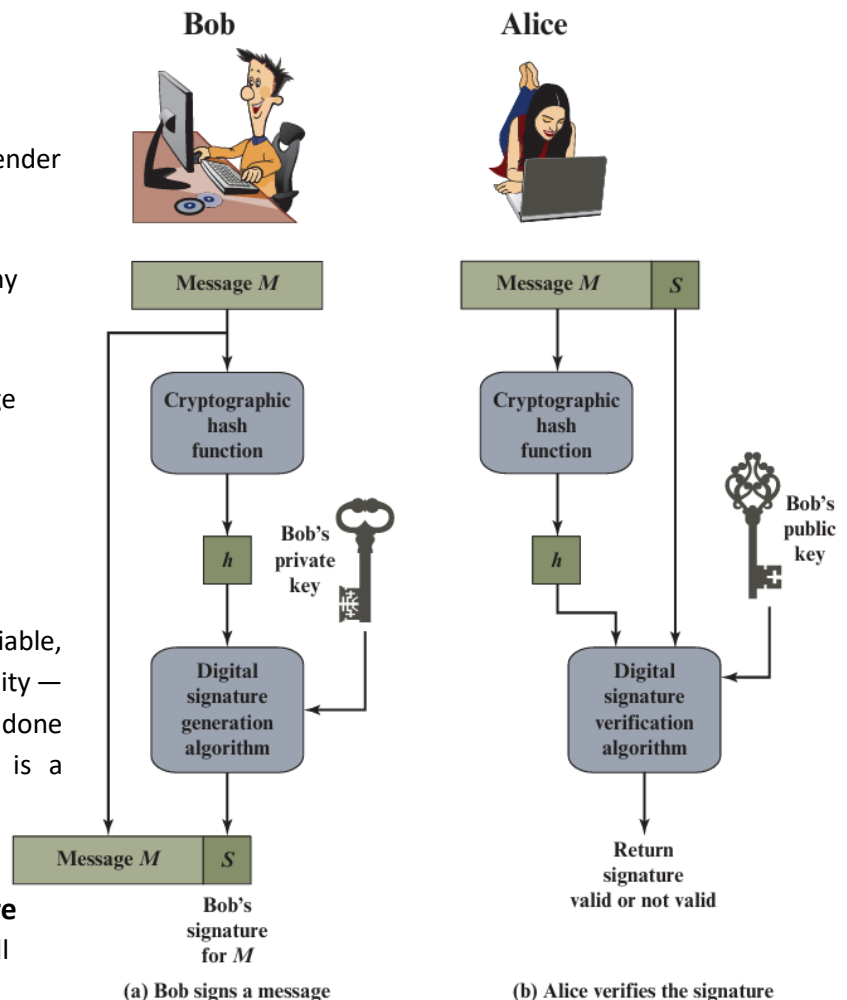 Bob
Alice
ender
ny
ge
iable,
ity —
done
is a
re
ll
Message M
Cryptographic
hash
function
h
Bob's
private
key
Digital
signature
generation
algorithm
Message M
S
Bob's
signature
for M
(a) Bob signs a message
Message M
S
Cryptographic
hash
function
h
Bob's
public
key
Digital
signature
verification
algorithm
Return
signature
valid or not valid
(b) Alice verifies the signature